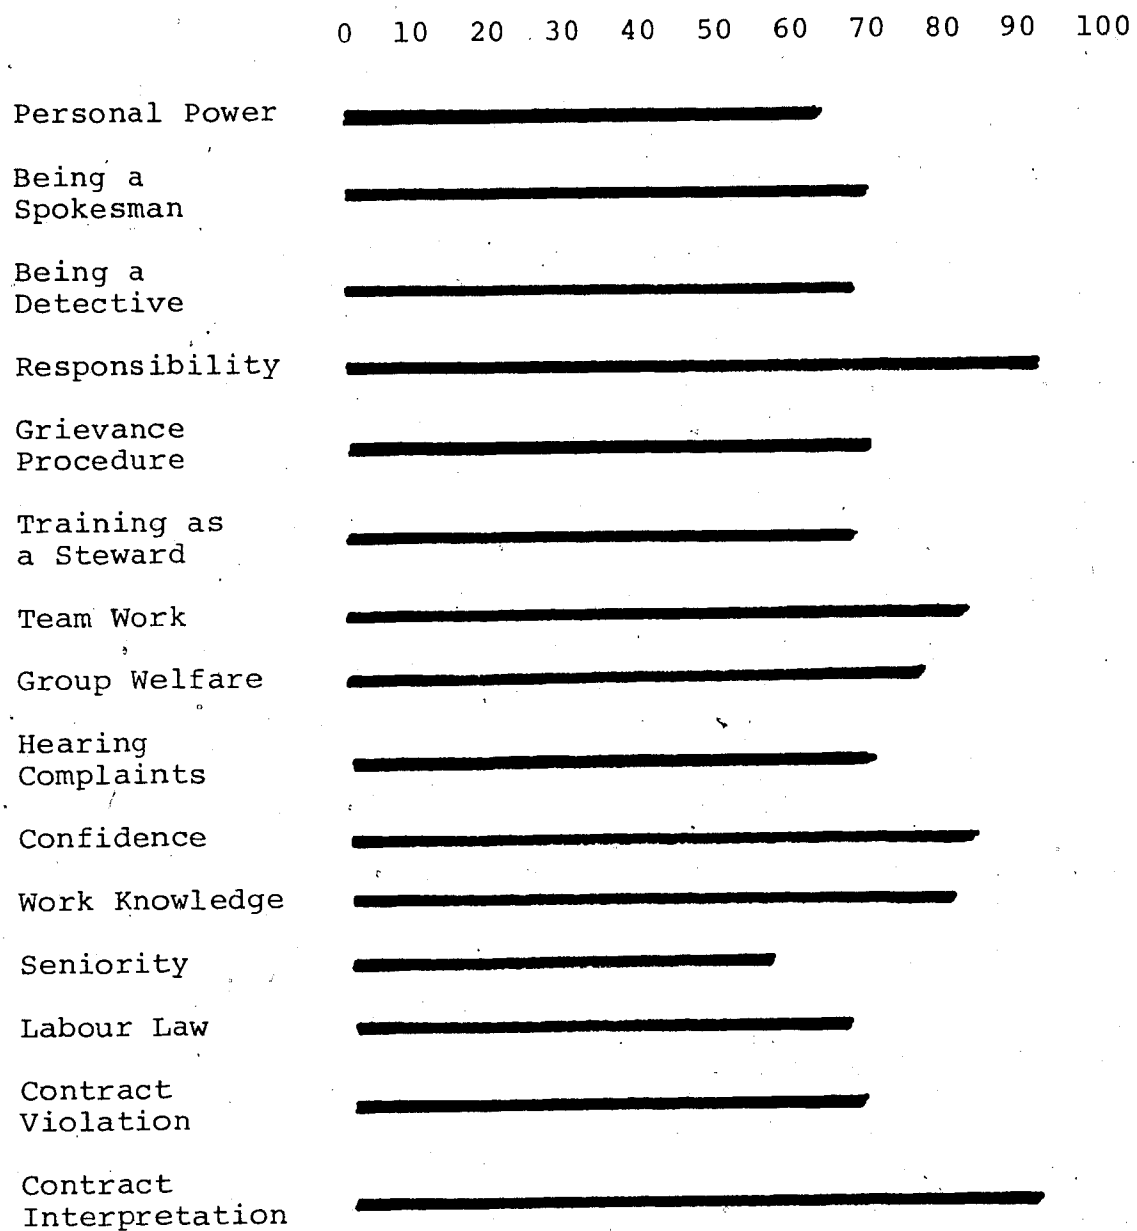 0 10 20 30 40 50 60 70 80 90 100
Personal Power
Being a
Spokesman
Being a
Detective
Responsibility
Grievance
Procedure
Training as
a Steward
Team Work
Group Welfare
Hearing
Complaints
Confidence
Work Knowledge
Seniority
Labour Law
Contract
Violation
Contract
Interpretation